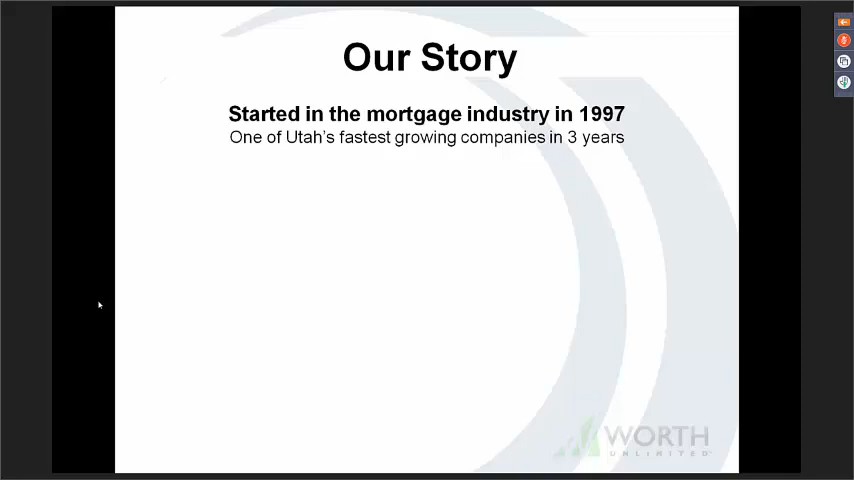 Our Story
Started in the mortgage industry in 1997
One of Utah's fastest growing companies in 3 years
WORTH
UNLIMITED